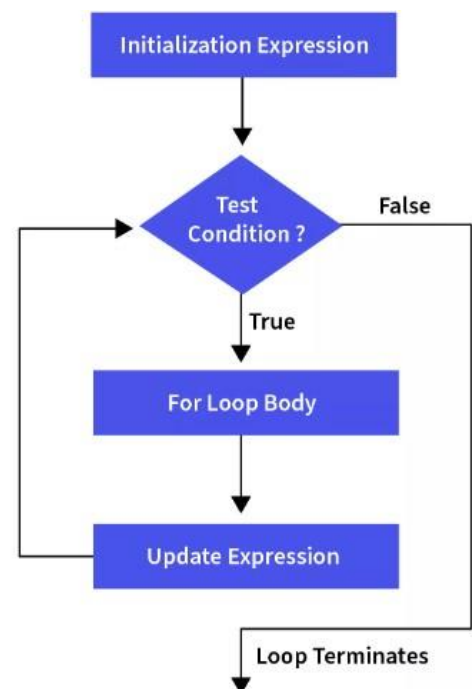 Initialization Expression
Test
Condition ?
False
True
For Loop Body
Update Expression
Loop Terminates